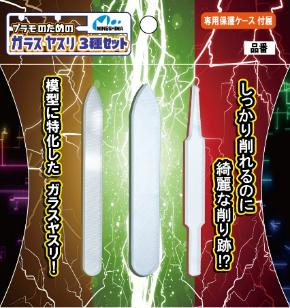 プラモのための
ガラスヤスリ3種セット
MINESHIMA
専用保護ケース 付属
品番
しっかり削れるのに
綺麗な削り跡!?
模型に特化した ガラスヤスリ!